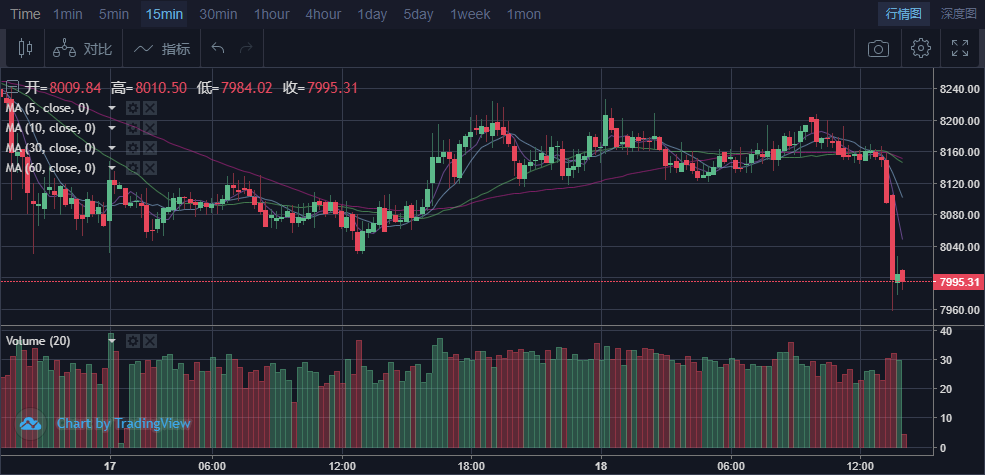 Time 1min 5min 15min 30min 1hour 4hour 1day 5day 1week 1mon 行情图 深度图
对比 指标
开=8009.84 高=8010.50 低=7984.02 收=7995.31
MA (5, close, 0)
MA (10, close, 0)
MA (30, close, 0)
MA (60, close, 0)
8240.00
8200.00
8160.00
8120.00
8080.00
8040.00
7995.31
7960.00
Volume (20)
40
30
20
10
0
Chart by TradingView
17 06:00 12:00 18:00 18 06:00 12:00